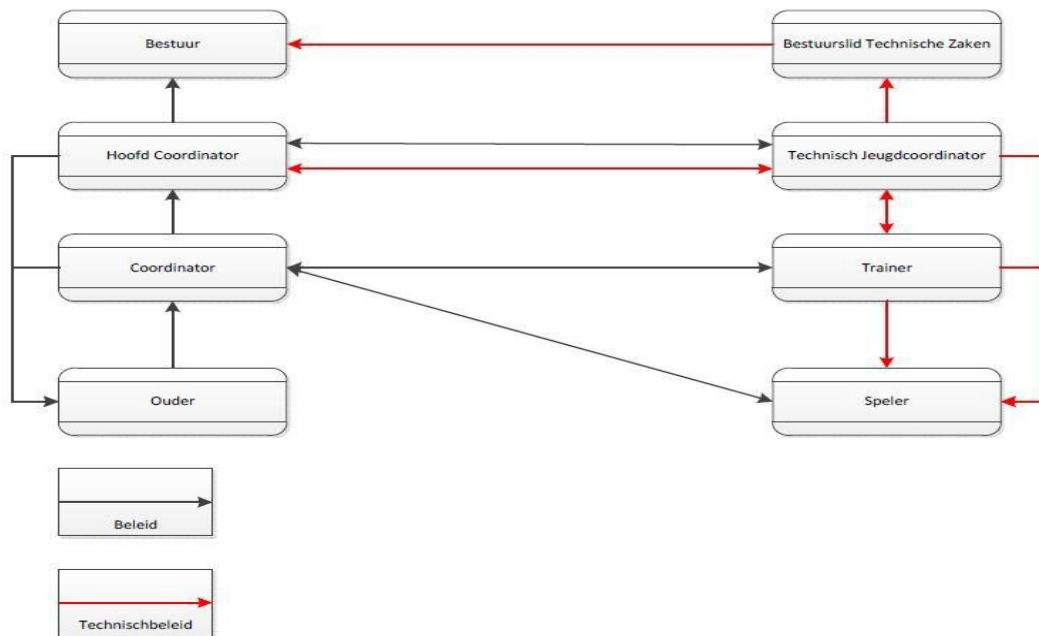 Bestuur
Bestuurslid Technische Zaken
Hoofd Coordinator
Technisch Jeugdcoordinator
Coordinator
Trainer
Ouder
Speler
Beleid
Technischbeleid